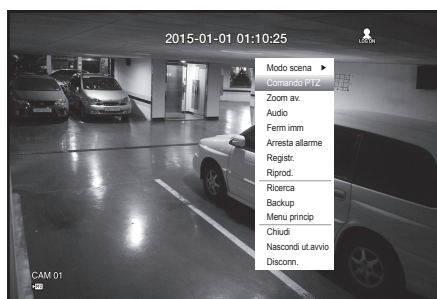 2015-01-01 01:10:25
LOG ON
Modo scena
Comando PTZ
Zoom av.
Audio
Ferm imm
Arresta allarme
Registr.
Riprod.
Ricerca
Backup
Menu princip
Chiudi
Nascondi ut.avvio
Disconn.
CAM 01